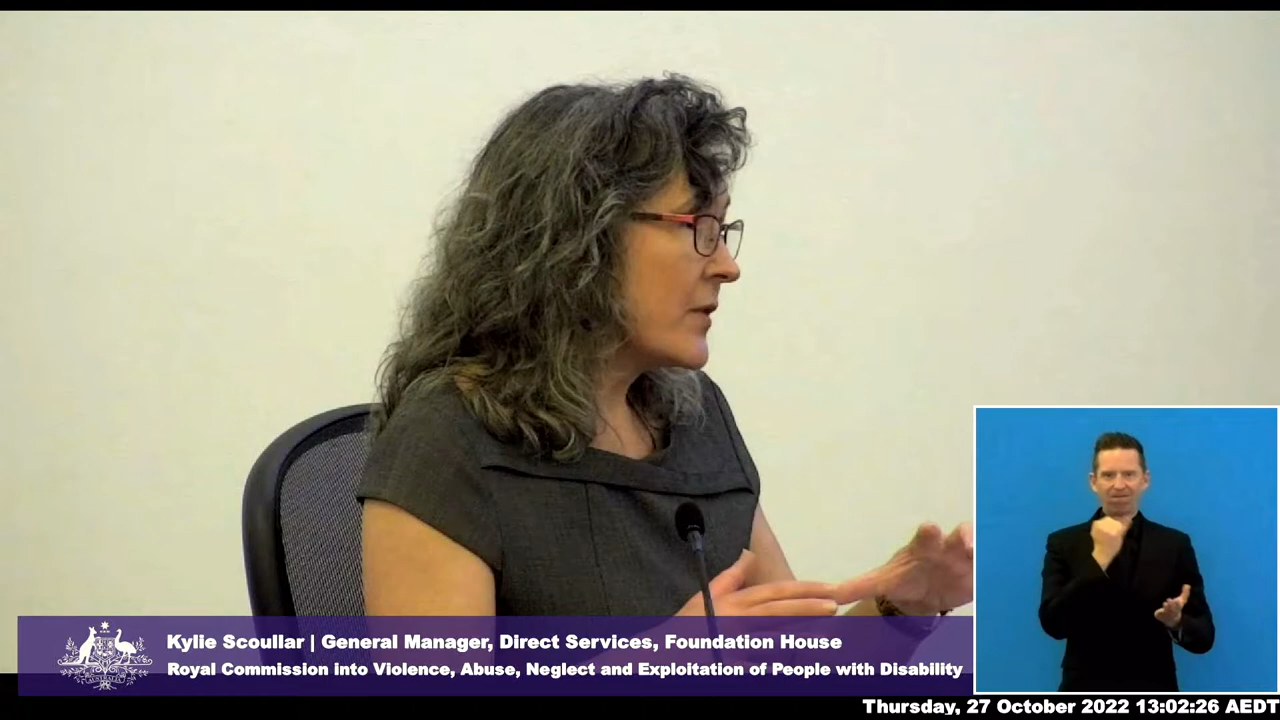 Kylie Scoullar | General Manager, Direct Services, Foundation House
Royal Commission into Violence, Abuse, Neglect and Exploitation of People with Disability
AUSTRALIA
Thursday, 27 October 2022 13:02:26 AEDT